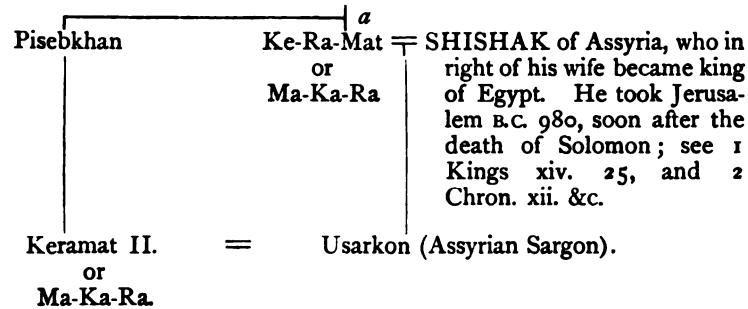 a
Pisebkhan Ke-Ra-Mat = SHISHAK of Assyria, who in
or right of his wife became king
Ma-Ka-Ra of Egypt. He took Jerusa-
lem B.C. 980, soon after the
death of Solomon; see 1
Kings xiv. 25, and 2
Chron. xii. &c.
Keramat II. = Usarkon (Assyrian Sargon).
or
Ma-Ka-Ra.